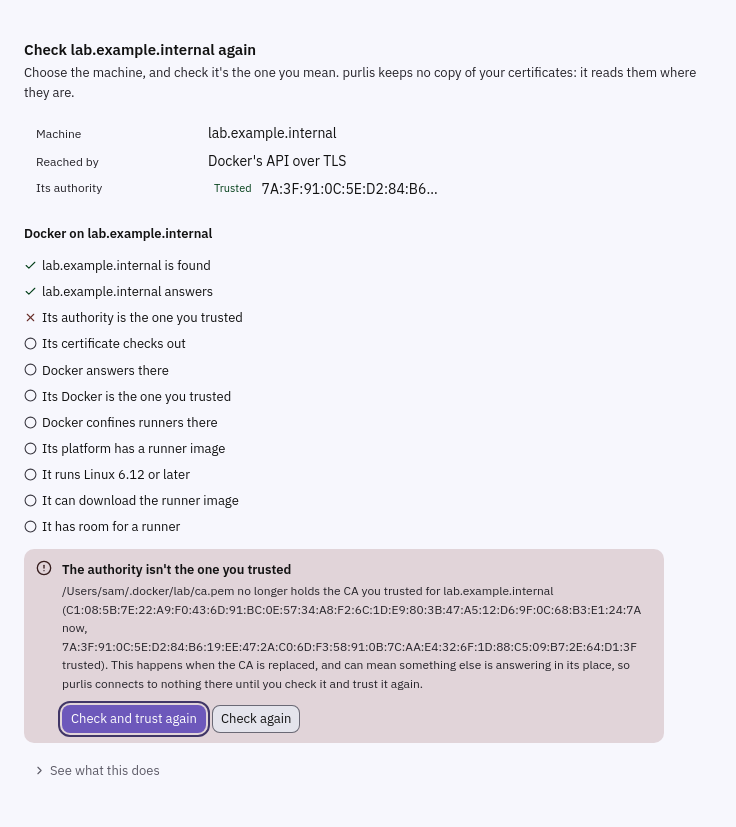 Check lab.example.internal again
Choose the machine, and check it's the one you mean. purlis keeps no copy of your certificates: it reads them where
they are.
Machine lab.example.internal
Reached by Docker's API over TLS
Its authority Trusted 7A:3F:91:0C:5E:D2:84:B6...
Docker on lab.example.internal
lab.example.internal is found
lab.example.internal answers
Its authority is the one you trusted
Its certificate checks out
Docker answers there
Its Docker is the one you trusted
Docker confines runners there
Its platform has a runner image
It runs Linux 6.12 or later
It can download the runner image
It has room for a runner
The authority isn't the one you trusted
/Users/sam/.docker/lab/ca.pem no longer holds the CA you trusted for lab.example.internal
(C1:08:5B:7E:22:A9:F0:43:6D:91:BC:0E:57:34:A8:F2:6C:1D:E9:80:3B:47:A5:12:D6:9F:0C:68:B3:E1:24:7A
now,
7A:3F:91:0C:5E:D2:84:B6:19:EE:47:2A:C0:6D:F3:58:91:0B:7C:AA:E4:32:6F:1D:88:C5:09:B7:2E:64:D1:3F
trusted). This happens when the CA is replaced, and can mean something else is answering in its place, so
purlis connects to nothing there until you check it and trust it again.
Check and trust again Check again
See what this does